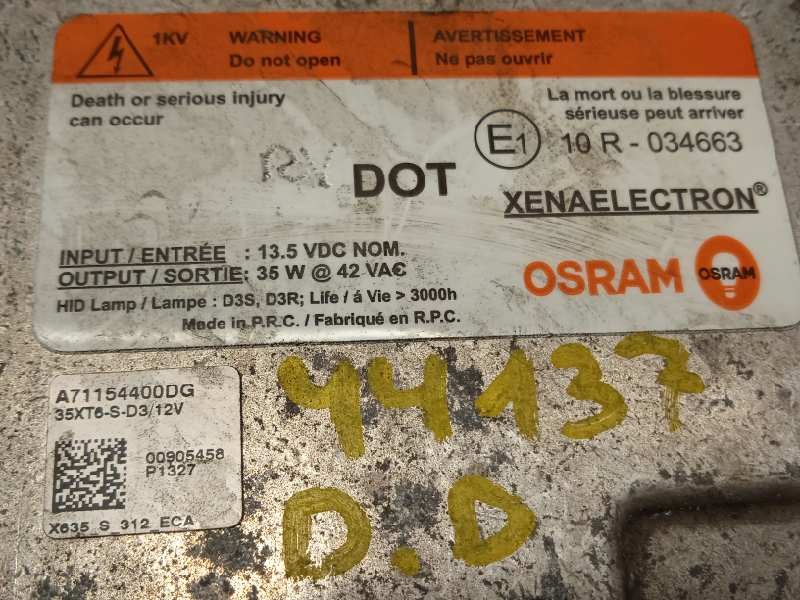 1KV WARNING AVERTISSEMENT
Do not open Ne pas ouvrir
Death or serious injury
can occur
La mort ou la blessure
sérieuse peut arriver
E1 10 R - 034663
DOT
XENAELECTRON®
INPUT / ENTRÉE : 13.5 VDC NOM.
OUTPUT / SORTIE: 35 W @ 42 VA€
OSRAM OSRAM
HID Lamp / Lampe : D3S, D3R; Life / á Vie > 3000h
Made in P.R.C. / Fabriqué en R.P.C.
44137
D.D
A71154400DG
35XT6-S-D3/12V
00905458
P1327
X635_S_312_ECA